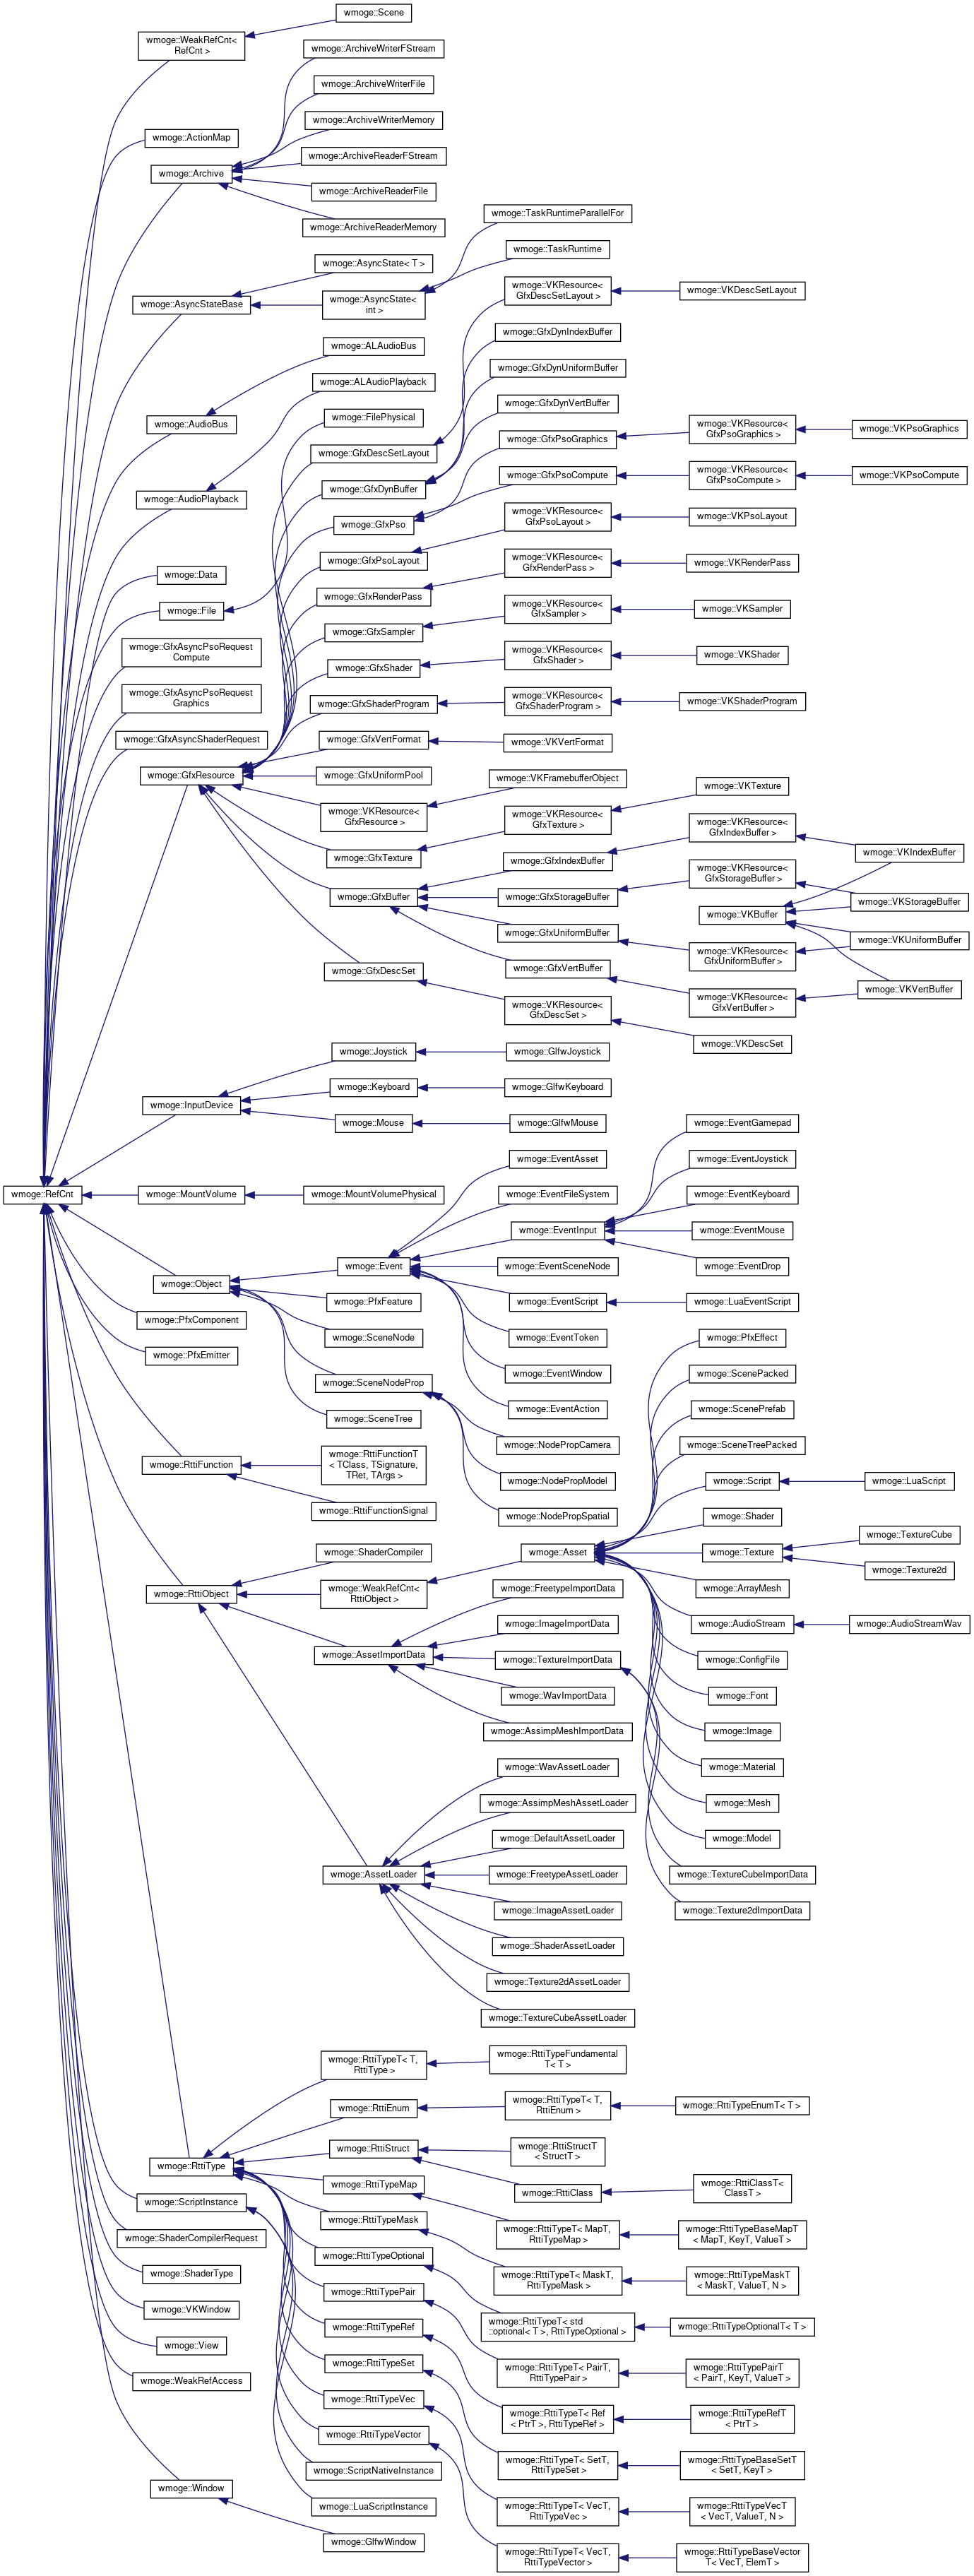 wmoge::Scene
wmoge::WeakRefCnt<
RefCnt >
wmoge::ArchiveWriterFStream
wmoge::ArchiveWriterFile
wmoge::ArchiveWriterMemory
wmoge::ActionMap
wmoge::ArchiveReaderFStream
wmoge::Archive
wmoge::ArchiveReaderFile
wmoge::ArchiveReaderMemory
wmoge::TaskRuntimeParallelFor
wmoge::TaskRuntime
wmoge::AsyncState< T >
wmoge::AsyncStateBase
wmoge::AsyncState<
int >
wmoge::VKResource<
GfxDescSetLayout >
wmoge::VKDescSetLayout
wmoge::GfxDynIndexBuffer
wmoge::ALAudioBus
wmoge::GfxDynUniformBuffer
wmoge::ALAudioPlayback
wmoge::GfxDynVertBuffer
wmoge::FilePhysical
wmoge::AudioBus
wmoge::GfxPsoGraphics
wmoge::VKResource<
GfxPsoGraphics >
wmoge::VKPsoGraphics
wmoge::GfxDescSetLayout
wmoge::GfxPsoCompute
wmoge::VKResource<
GfxPsoCompute >
wmoge::VKPsoCompute
wmoge::GfxDynBuffer
wmoge::AudioPlayback
wmoge::GfxPso
wmoge::VKResource<
GfxPsoLayout >
wmoge::VKPsoLayout
wmoge::GfxPsoLayout
wmoge::VKResource<
GfxRenderPass >
wmoge::VKRenderPass
wmoge::Data
wmoge::GfxRenderPass
wmoge::File
wmoge::VKResource<
GfxSampler >
wmoge::VKSampler
wmoge::GfxSampler
wmoge::GfxAsyncPsoRequest
Compute
wmoge::GfxShader
wmoge::VKResource<
GfxShader >
wmoge::VKShader
wmoge::GfxAsyncPsoRequest
Graphics
wmoge::GfxShaderProgram
wmoge::VKResource<
GfxShaderProgram >
wmoge::VKShaderProgram
wmoge::GfxAsyncShaderRequest
wmoge::GfxVertFormat
wmoge::VKVertFormat
wmoge::GfxResource
wmoge::GfxUniformPool
wmoge::VKFramebufferObject
wmoge::VKTexture
wmoge::VKResource<
GfxResource >
wmoge::VKResource<
GfxTexture >
wmoge::VKResource<
GfxIndexBuffer >
wmoge::GfxTexture
wmoge::GfxIndexBuffer
wmoge::VKIndexBuffer
wmoge::VKResource<
GfxStorageBuffer >
wmoge::GfxBuffer
wmoge::GfxStorageBuffer
wmoge::VKStorageBuffer
wmoge::VKBuffer
wmoge::GfxUniformBuffer
wmoge::VKUniformBuffer
wmoge::VKResource<
GfxUniformBuffer >
wmoge::GfxDescSet
wmoge::GfxVertBuffer
wmoge::VKVertBuffer
wmoge::VKResource<
GfxVertBuffer >
wmoge::VKResource<
GfxDescSet >
wmoge::VKDescSet
wmoge::Joystick
wmoge::GlfwJoystick
wmoge::Keyboard
wmoge::GlfwKeyboard
wmoge::InputDevice
wmoge::Mouse
wmoge::GlfwMouse
wmoge::EventGamepad
wmoge::EventAsset
wmoge::EventJoystick
wmoge::RefCnt
wmoge::MountVolume
wmoge::MountVolumePhysical
wmoge::EventFileSystem
wmoge::EventKeyboard
wmoge::EventInput
wmoge::EventMouse
wmoge::Event
wmoge::EventSceneNode
wmoge::EventDrop
wmoge::Object
wmoge::PfxFeature
wmoge::EventScript
wmoge::LuaEventScript
wmoge::PfxComponent
wmoge::SceneNode
wmoge::EventToken
wmoge::PfxEffect
wmoge::PfxEmitter
wmoge::EventWindow
wmoge::ScenePacked
wmoge::SceneNodeProp
wmoge::EventAction
wmoge::ScenePrefab
wmoge::SceneTree
wmoge::NodePropCamera
wmoge::SceneTreePacked
wmoge::RttiFunction
wmoge::RttiFunctionT
< TClass, TSignature,
TRet, TArgs >
wmoge::NodePropModel
wmoge::Script
wmoge::LuaScript
wmoge::RttiFunctionSignal
wmoge::NodePropSpatial
wmoge::Shader
wmoge::TextureCube
wmoge::ShaderCompiler
wmoge::Asset
wmoge::Texture
wmoge::Texture2d
wmoge::RttiObject
wmoge::WeakRefCnt<
RttiObject >
wmoge::FreetypeImportData
wmoge::ArrayMesh
wmoge::ImageImportData
wmoge::AudioStream
wmoge::AudioStreamWav
wmoge::AssetImportData
wmoge::TextureImportData
wmoge::ConfigFile
wmoge::WavImportData
wmoge::Font
wmoge::AssimpMeshImportData
wmoge::Image
wmoge::WavAssetLoader
wmoge::Material
wmoge::AssimpMeshAssetLoader
wmoge::Mesh
wmoge::DefaultAssetLoader
wmoge::Model
wmoge::AssetLoader
wmoge::FreetypeAssetLoader
wmoge::TextureCubeImportData
wmoge::ImageAssetLoader
wmoge::Texture2dImportData
wmoge::ShaderAssetLoader
wmoge::Texture2dAssetLoader
wmoge::TextureCubeAssetLoader
wmoge::RttiTypeT< T,
RttiType >
wmoge::RttiTypeFundamental
T< T >
wmoge::RttiEnum
wmoge::RttiTypeT< T,
RttiEnum >
wmoge::RttiTypeEnumT< T >
wmoge::RttiStruct
wmoge::RttiStructT
< StructT >
wmoge::RttiType
wmoge::RttiTypeMap
wmoge::RttiClass
wmoge::RttiClassT<
ClassT >
wmoge::ScriptInstance
wmoge::RttiTypeMask
wmoge::RttiTypeT< MapT,
RttiTypeMap >
wmoge::RttiTypeBaseMapT
< MapT, KeyT, ValueT >
wmoge::ShaderCompilerRequest
wmoge::RttiTypeOptional
wmoge::RttiTypeT< MaskT,
RttiTypeMask >
wmoge::RttiTypeMaskT
< MaskT, ValueT, N >
wmoge::ShaderType
wmoge::RttiTypePair
wmoge::RttiTypeT< std
::optional< T >, RttiTypeOptional >
wmoge::RttiTypeOptionalT< T >
wmoge::VKWindow
wmoge::RttiTypeRef
wmoge::View
wmoge::RttiTypeSet
wmoge::RttiTypeT< PairT,
RttiTypePair >
wmoge::RttiTypePairT
< PairT, KeyT, ValueT >
wmoge::WeakRefAccess
wmoge::RttiTypeVec
wmoge::RttiTypeT< Ref
< PtrT >, RttiTypeRef >
wmoge::RttiTypeRefT
< PtrT >
wmoge::RttiTypeVector
wmoge::RttiTypeT< SetT,
RttiTypeSet >
wmoge::RttiTypeBaseSetT
< SetT, KeyT >
wmoge::ScriptNativeInstance
wmoge::Window
wmoge::LuaScriptInstance
wmoge::RttiTypeT< VecT,
RttiTypeVec >
wmoge::RttiTypeVecT
< VecT, ValueT, N >
wmoge::GlfwWindow
wmoge::RttiTypeT< VecT,
RttiTypeVector >
wmoge::RttiTypeBaseVector
T< VecT, ElemT >